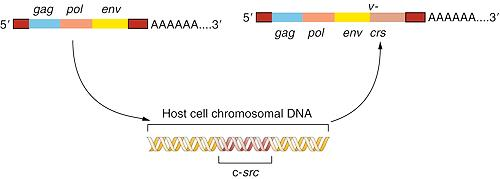 gag pol env
5′ AAAAAA....3′
v-
5′ AAAAAA....3′
gag pol env crs
Host cell chromosomal DNA
c-src